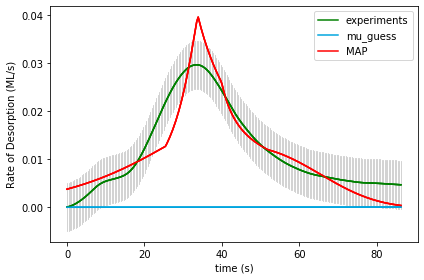 0.04
0.03
0.02
0.01
0.00
Rate of Desorption (ML/s)
experiments
mu_guess
MAP
0
20
40
60
80
time (s)